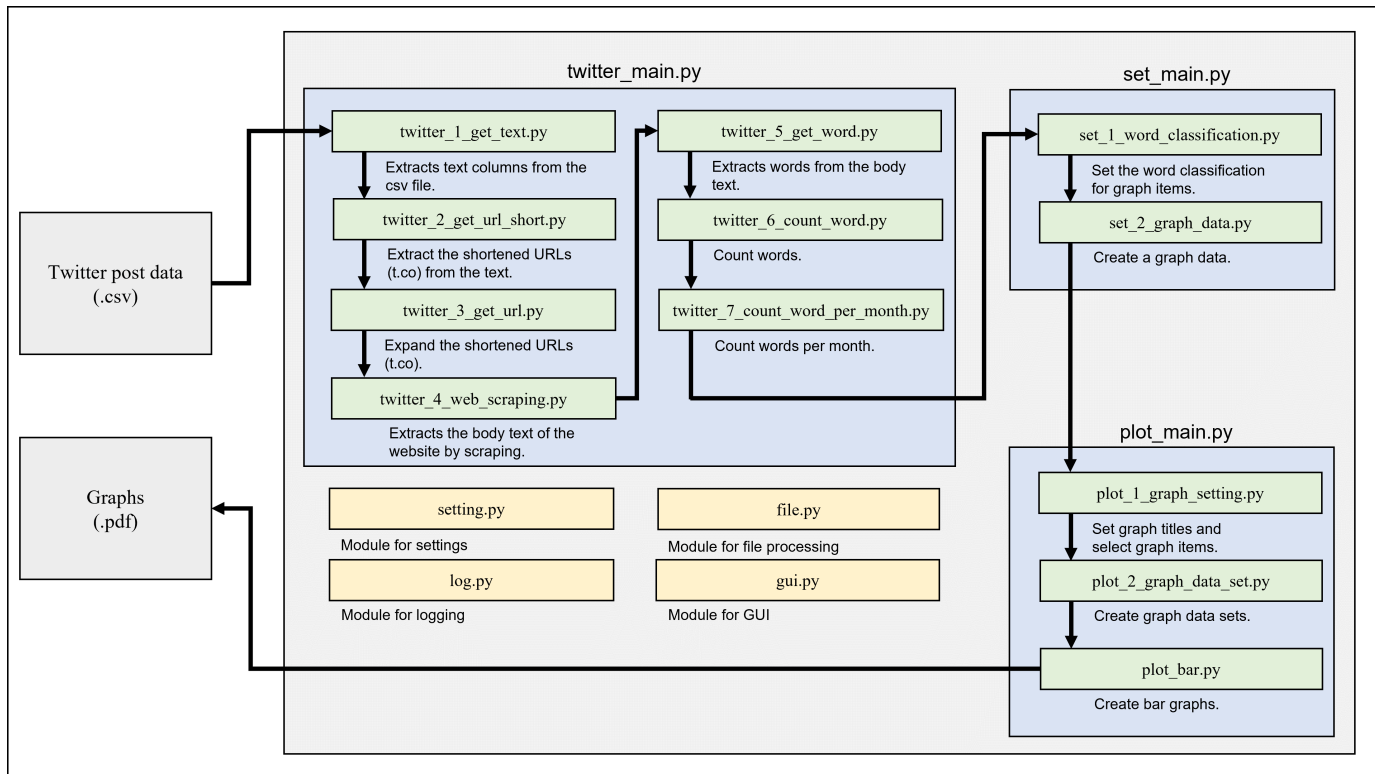 Twitter post data
(.csv)
Graphs
(.pdf)
twitter_main.py
twitter_1_get_text.py
Extracts text columns from the
csv file.
twitter_2_get_url_short.py
Extract the shortened URLs
(t.co) from the text.
twitter_3_get_url.py
Expand the shortened URLs
(t.co).
twitter_4_web_scraping.py
Extracts the body text of the
website by scraping.
twitter_5_get_word.py
Extracts words from the body
text.
twitter_6_count_word.py
Count words.
twitter_7_count_word_per_month.py
Count words per month.
setting.py
Module for settings
file.py
Module for file processing
log.py
Module for logging
gui.py
Module for GUI
set_main.py
set_1_word_classification.py
Set the word classification
for graph items.
set_2_graph_data.py
Create a graph data.
plot_main.py
plot_1_graph_setting.py
Set graph titles and
select graph items.
plot_2_graph_data_set.py
Create graph data sets.
plot_bar.py
Create bar graphs.